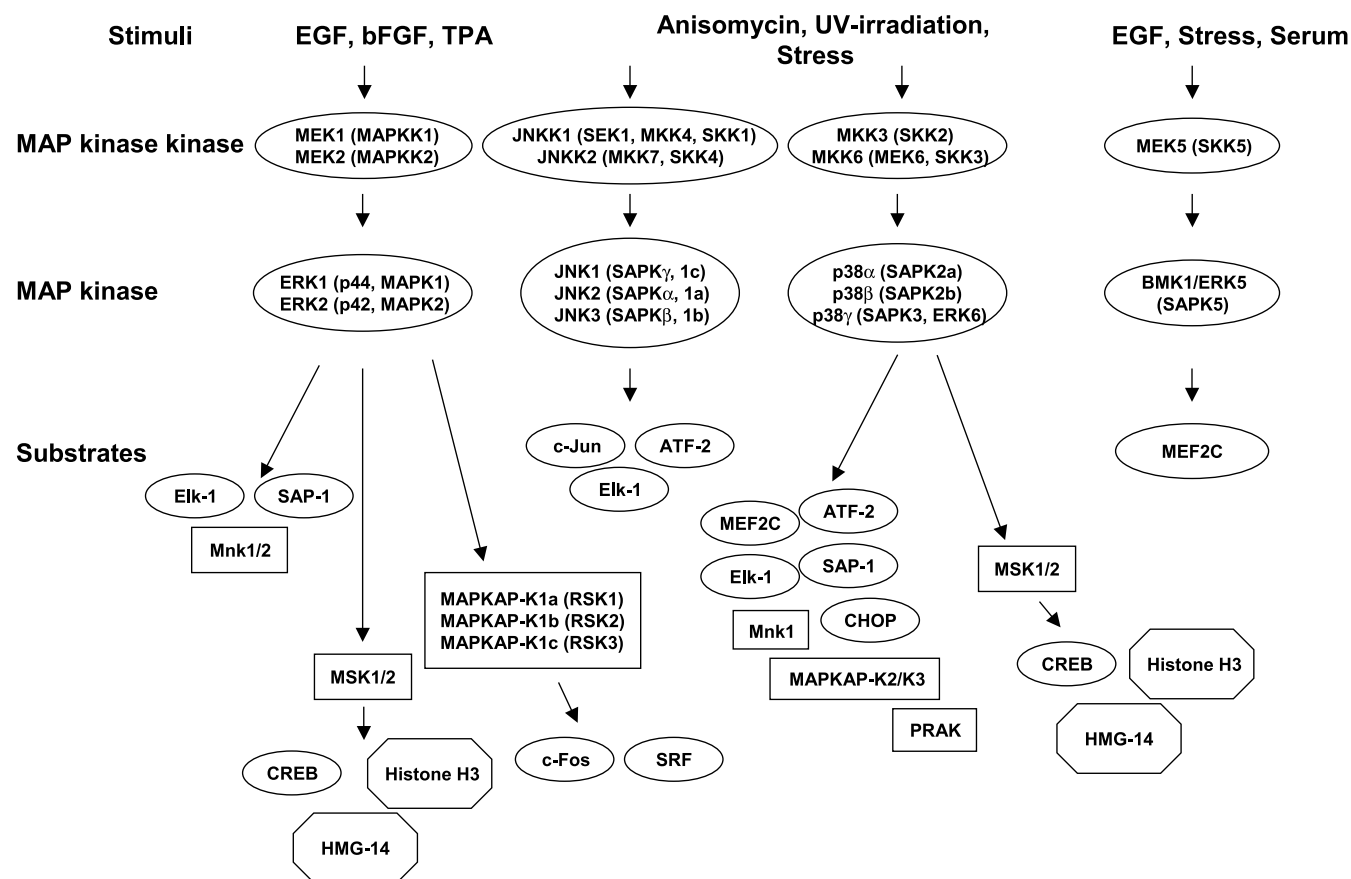 Stimuli
EGF, bFGF, TPA
Anisomycin, UV-irradiation,
Stress
EGF, Stress, Serum
MAP kinase kinase
MEK1 (MAPKK1)
MEK2 (MAPKK2)
JNKK1 (SEK1, MKK4, SKK1)
JNKK2 (MKK7, SKK4)
MKK3 (SKK2)
MKK6 (MEK6, SKK3)
MEK5 (SKK5)
MAP kinase
ERK1 (p44, MAPK1)
ERK2 (p42, MAPK2)
JNK1 (SAPKγ, 1c)
JNK2 (SAPKα, 1a)
JNK3 (SAPKβ, 1b)
p38α (SAPK2a)
p38β (SAPK2b)
p38γ (SAPK3, ERK6)
BMK1/ERK5
(SAPK5)
Substrates
Elk-1
SAP-1
Mnk1/2
MSK1/2
CREB
Histone H3
HMG-14
MAPKAP-K1a (RSK1)
MAPKAP-K1b (RSK2)
MAPKAP-K1c (RSK3)
c-Fos
SRF
c-Jun
ATF-2
Elk-1
MEF2C
ATF-2
Elk-1
SAP-1
Mnk1
CHOP
MAPKAP-K2/K3
PRAK
MSK1/2
CREB
Histone H3
HMG-14
MEF2C